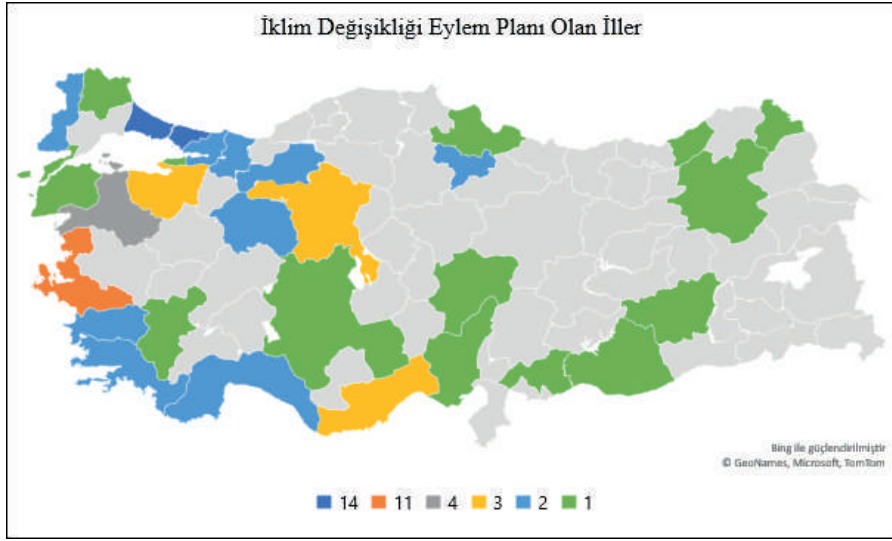 İklim Değişikliği Eylem Planı Olan İller
Bing ile güçlendirilmiştir
© GeoNames, Microsoft, TomTom
14 11 4 3 2 1